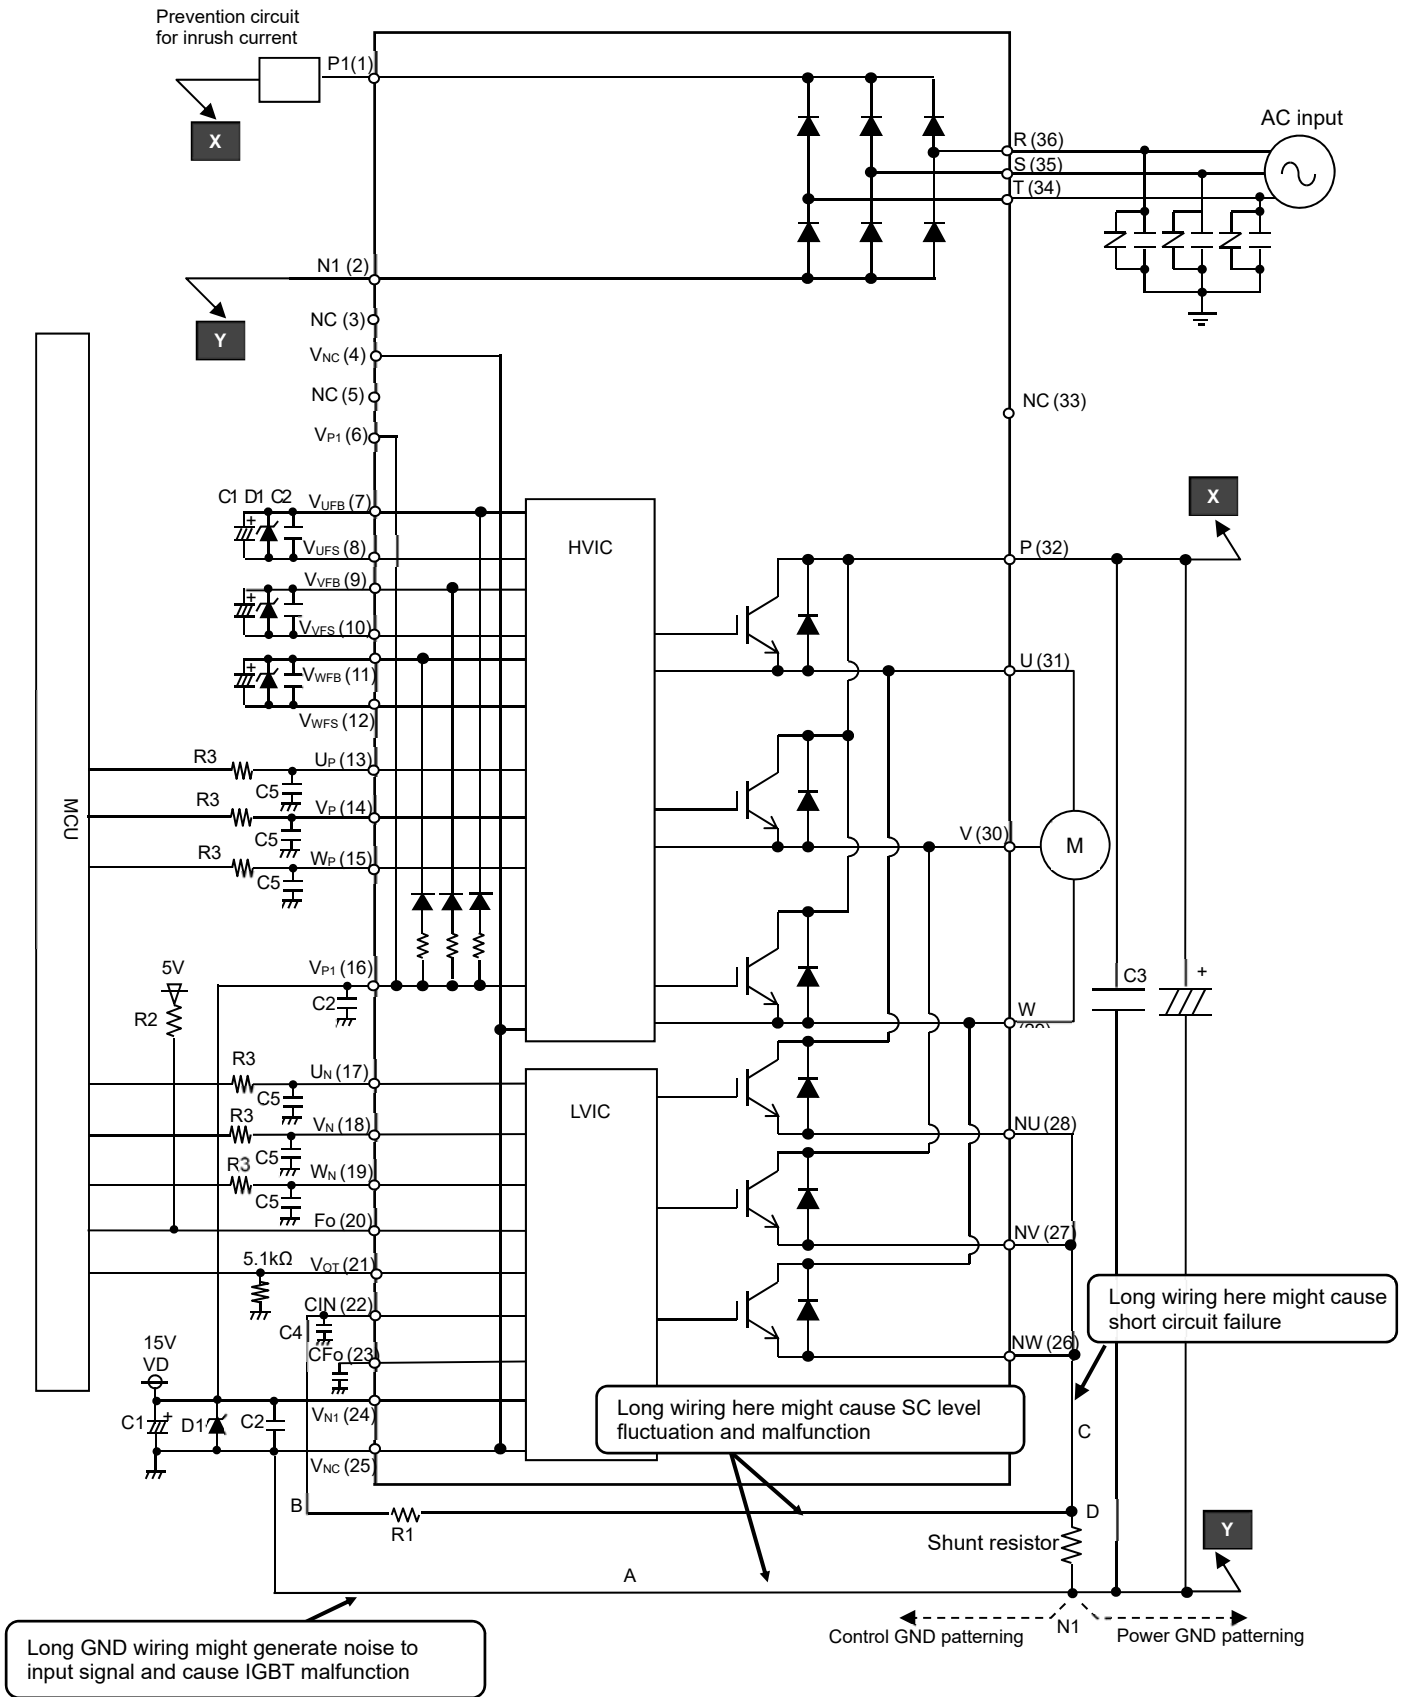 Prevention circuit
for inrush current
P1(1)
X
AC input
R (36)
S (35)
T (34)
N1 (2)
Y
NC (3)
VNC (4)
NC (5)
NC (33)
VP1 (6)
C1 D1 C2
VUFB (7)
X
HVIC
P (32)
VUFS (8)
+
VVFB (9)
+
VVFS (10)
U (31)
+
VWFB (11)
VWFS (12)
R3
UP (13)
C5
R3
VP (14)
MCU
C5
V (30)
M
R3
WP (15)
C5
5V
VP1 (16)
C3
+
C2
R2
W
R3
UN (17)
C5
LVIC
R3
VN (18)
NU (28)
C5
R3
WN (19)
C5
Fo (20)
NV (27)
5.1kΩ
VOT (21)
Long wiring here might cause
short circuit failure
CIN (22)
C4
15V
VD
CFo (23)
NW (26)
C1
+
D1
C2
VN1 (24)
Long wiring here might cause SC level
fluctuation and malfunction
C
VNC (25)
B
R1
D
Y
Shunt resistor
A
N1
Control GND patterning
Power GND patterning
Long GND wiring might generate noise to
input signal and cause IGBT malfunction